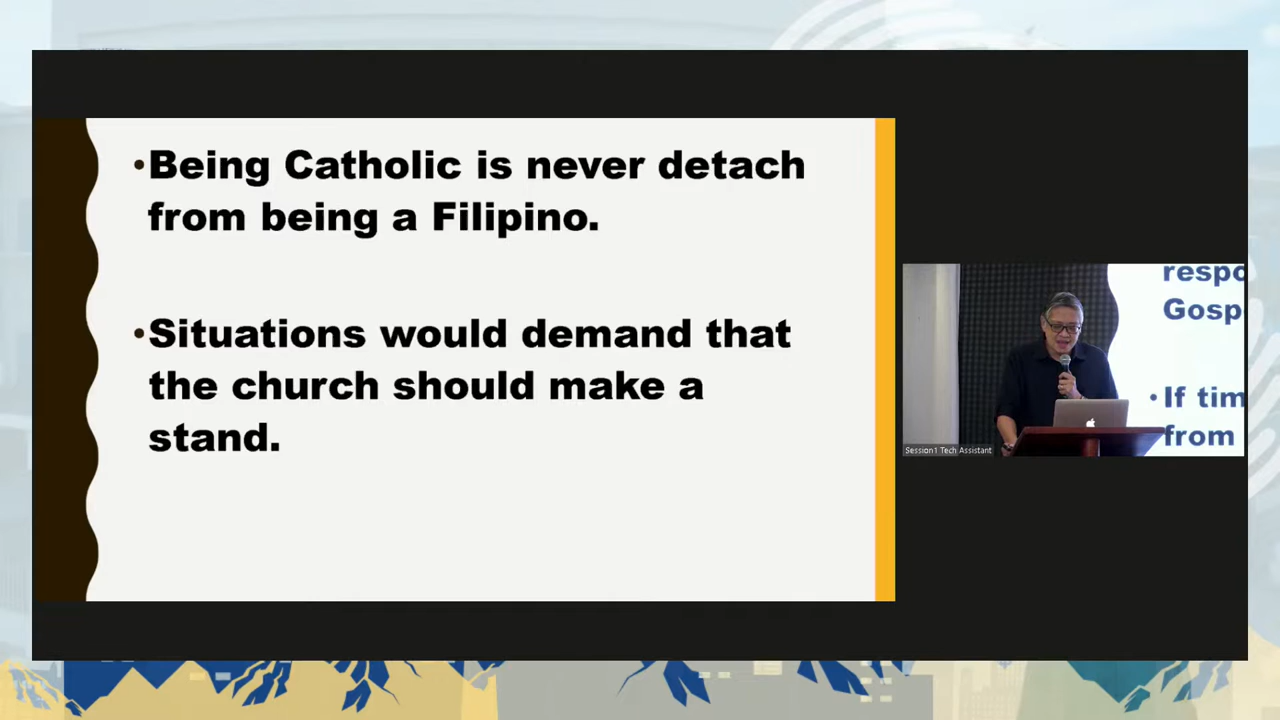 •Being Catholic is never detach
from being a Filipino.
•Situations would demand that
the church should make a
stand.
respo
Gosp
•If tim
from
Session1 Tech Assistant